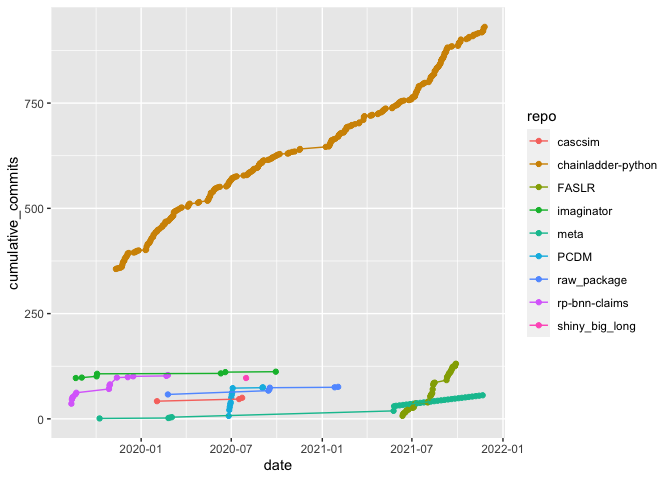 cumulative_commits
750
500
250
0
2020-01
2020-07
2021-01
2021-07
2022-01
date
repo
cascsim
chainladder-python
FASLR
imaginator
meta
PCDM
raw_package
rp-bnn-claims
shiny_big_long